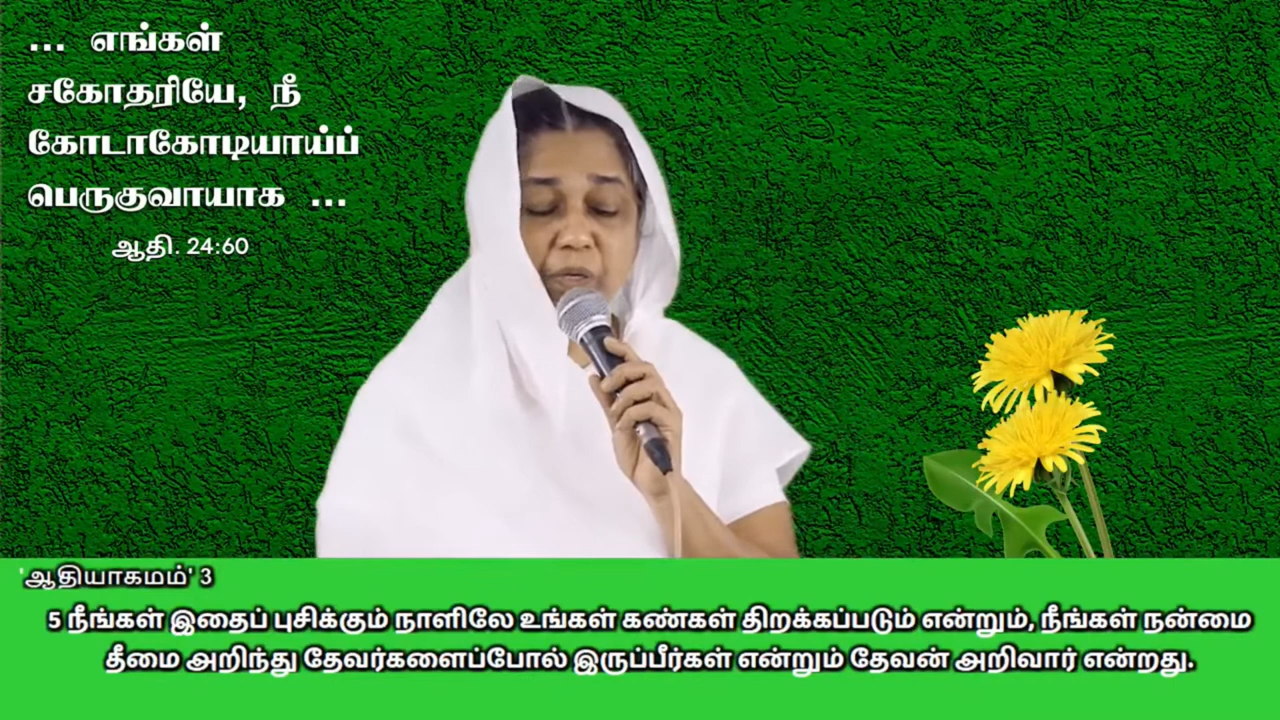 ... எங்கள்
சகோதரியே, நீ
கோடாகோடியாய்ப்
பெருகுவாயாக ...
ஆதி. 24:60
'ஆதியாகமம்' 3
5 நீங்கள் இதைப் புசிக்கும் நாளிலே உங்கள் கண்கள் திறக்கப்படும் என்றும், நீங்கள் நன்மை
தீமை அறிந்து தேவர்களைப்போல் இருப்பீர்கள் என்றும் தேவன் அறிவார் என்றது.